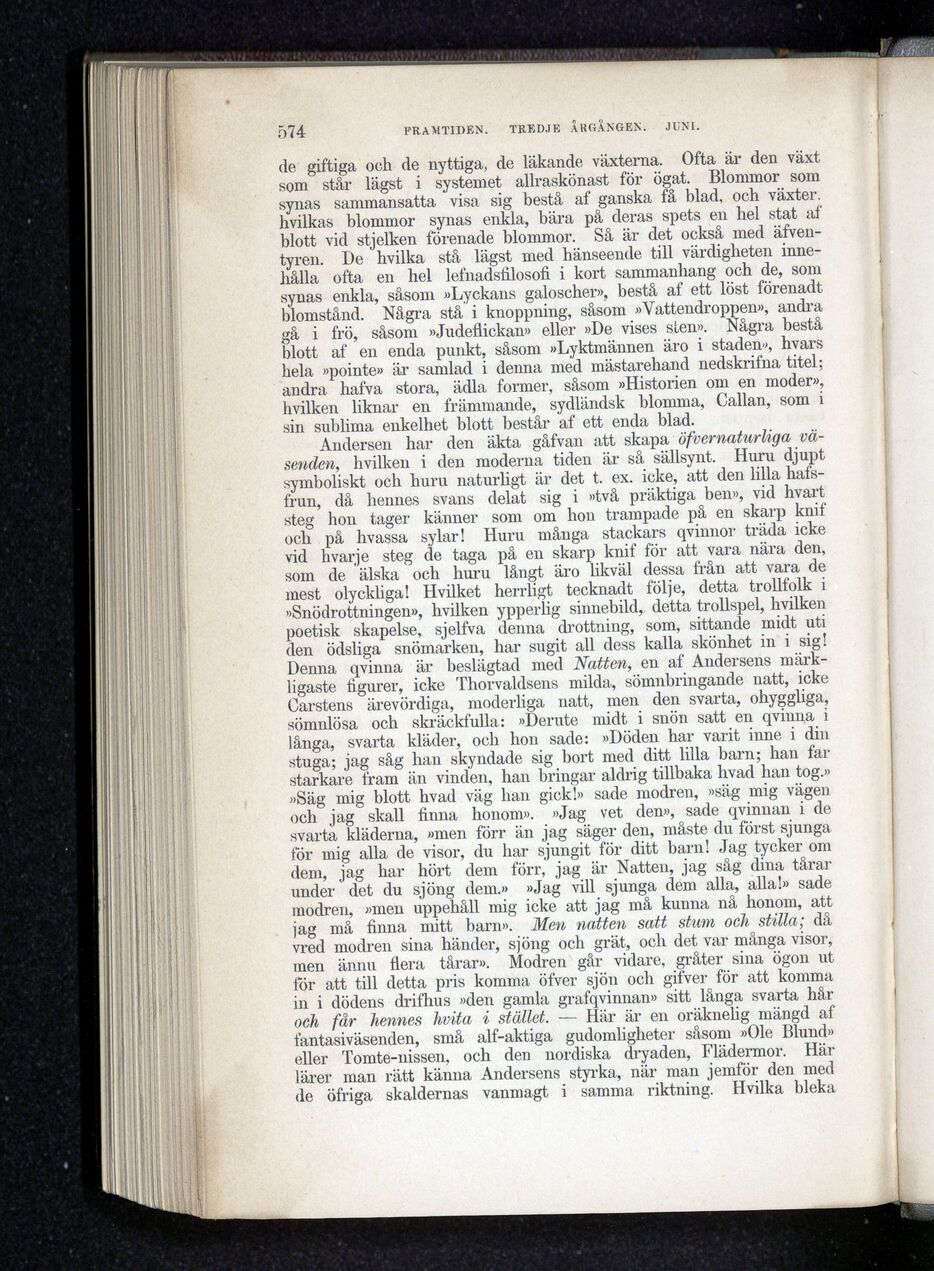 574 FRAMTIDEN. TREDJE ÅRGÅNGEN. JUNI.
de giftiga och de nyttiga, de läkande växterna. Ofta är den växt
som står lägst i systemet allraskönast för ögat. Blommor som
synas sammansatta visa sig bestå af ganska få blad, och växter,
hvilkas blommor synas enkla, bära på deras spets en hel stat af
blott vid stjelken förenade blommor. Så är det också med äfven-
tyren. De hvilka stå lägst med hänseende till värdigheten inne-
hålla ofta en hel lefnadsfilosofi i kort sammanhang och de, som
synas enkla, såsom »Lyckans galoscher», bestå af ett löst förenadt
blomstånd. Några stå i knoppning, såsom »Vattendroppen», andra
gå i frö, såsom »Judeflickan» eller »De vises sten». Några bestå
blott af en enda punkt, såsom »Lyktmännen äro i staden», hvars
hela »pointe» är samlad i denna med mästarehand nedskrifna titel;
andra hafva stora, ädla former, såsom »Historien om en moder»,
hvilken liknar en främmande, sydländsk blomma, Callan, som i
sin sublima enkelhet blott består af ett enda blad.
Andersen har den äkta gåfvan att skapa öfvernaturliga vä-
senden, hvilken i den moderna tiden är så sällsynt. Huru djupt
symboliskt och huru naturligt är det t. ex. icke, att den lilla hafs-
frun, då hennes svans delat sig i »två präktiga ben», vid hvart
steg hon tager känner som om hon trampade på en skarp knif
och på hvassa sylar! Huru många stackars qvinnor träda icke
vid hvarje steg de taga på en skarp knif för att vara nära den,
som de älska och huru långt äro likväl dessa från att vara de
mest olyckliga! Hvilket herrligt tecknadt följe, detta trollfolk i
»Snödrottningen», hvilken ypperlig sinnebild, detta trollspel, hvilken
poetisk skapelse, sjelfva denna drottning, som, sittande midt uti
den ödsliga snömarken, har sugit all dess kalla skönhet in i sig!
Denna qvinna är beslägtad med Natten, en af Andersens märk-
ligaste figurer, icke Thorvaldsens milda, sömnbringande natt, icke
Carstens ärevördiga, moderliga natt, men den svarta, ohyggliga,
sömnlösa och skräckfulla: »Derute midt i snön satt en qvinna i
långa, svarta kläder, och hon sade: »Döden har varit inne i din
stuga; jag såg han skyndade sig bort med ditt lilla barn; han far
starkare fram än vinden, han bringar aldrig tillbaka hvad han tog.»
»Säg mig blott hvad väg han gick!» sade modren, »säg mig vägen
och jag skall finna honom». »Jag vet den», sade qvinnan i de
svarta kläderna, »men förr än jag säger den, måste du först sjunga
för mig alla de visor, du har sjungit för ditt barn! Jag tycker om
dem, jag har hört dem förr, jag är Natten, jag såg dina tårar
under det du sjöng dem.» »Jag vill sjunga dem alla, alla!» sade
modren, »men uppehåll mig icke att jag må kunna nå honom, att
jag må finna mitt barn». Men natten satt stum och stilla; då
vred modren sina händer, sjöng och grät, och det var många visor,
men ännu flera tårar». Modren går vidare, gråter sina ögon ut
för att till detta pris komma öfver sjön och gifver för att komma
in i dödens drifhus »den gamla grafqvinnan» sitt långa svarta hår
och får hennes hvita i stället. — Här är en oräknelig mängd af
fantasiväsenden, små alf-aktiga gudomligheter såsom »Ole Blund»
eller Tomte-nissen, och den nordiska dryaden, Flädermor. Här
lärer man rätt känna Andersens styrka, när man jemför den med
de öfriga skaldernas vanmagt i samma riktning. Hvilka bleka